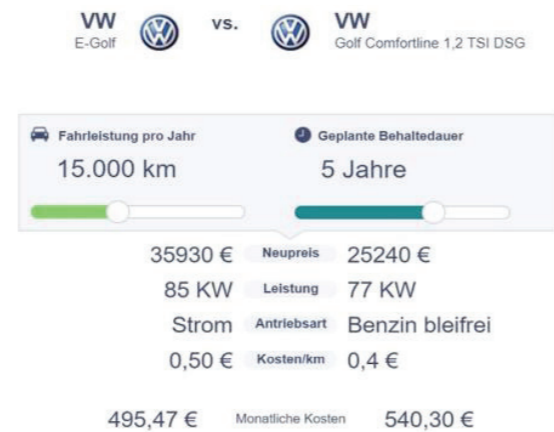 VW vs. VW
E-Golf Golf Comfortline 1,2 TSI DSG
Fahrleistung pro Jahr Geplante Behaltedauer
15.000 km 5 Jahre
35930 € Neupreis 25240 €
85 KW Leistung 77 KW
Strom Antriebsart Benzin bleifrei
0,50 € Kosten/km 0,4 €
495,47 € Monatliche Kosten 540,30 €